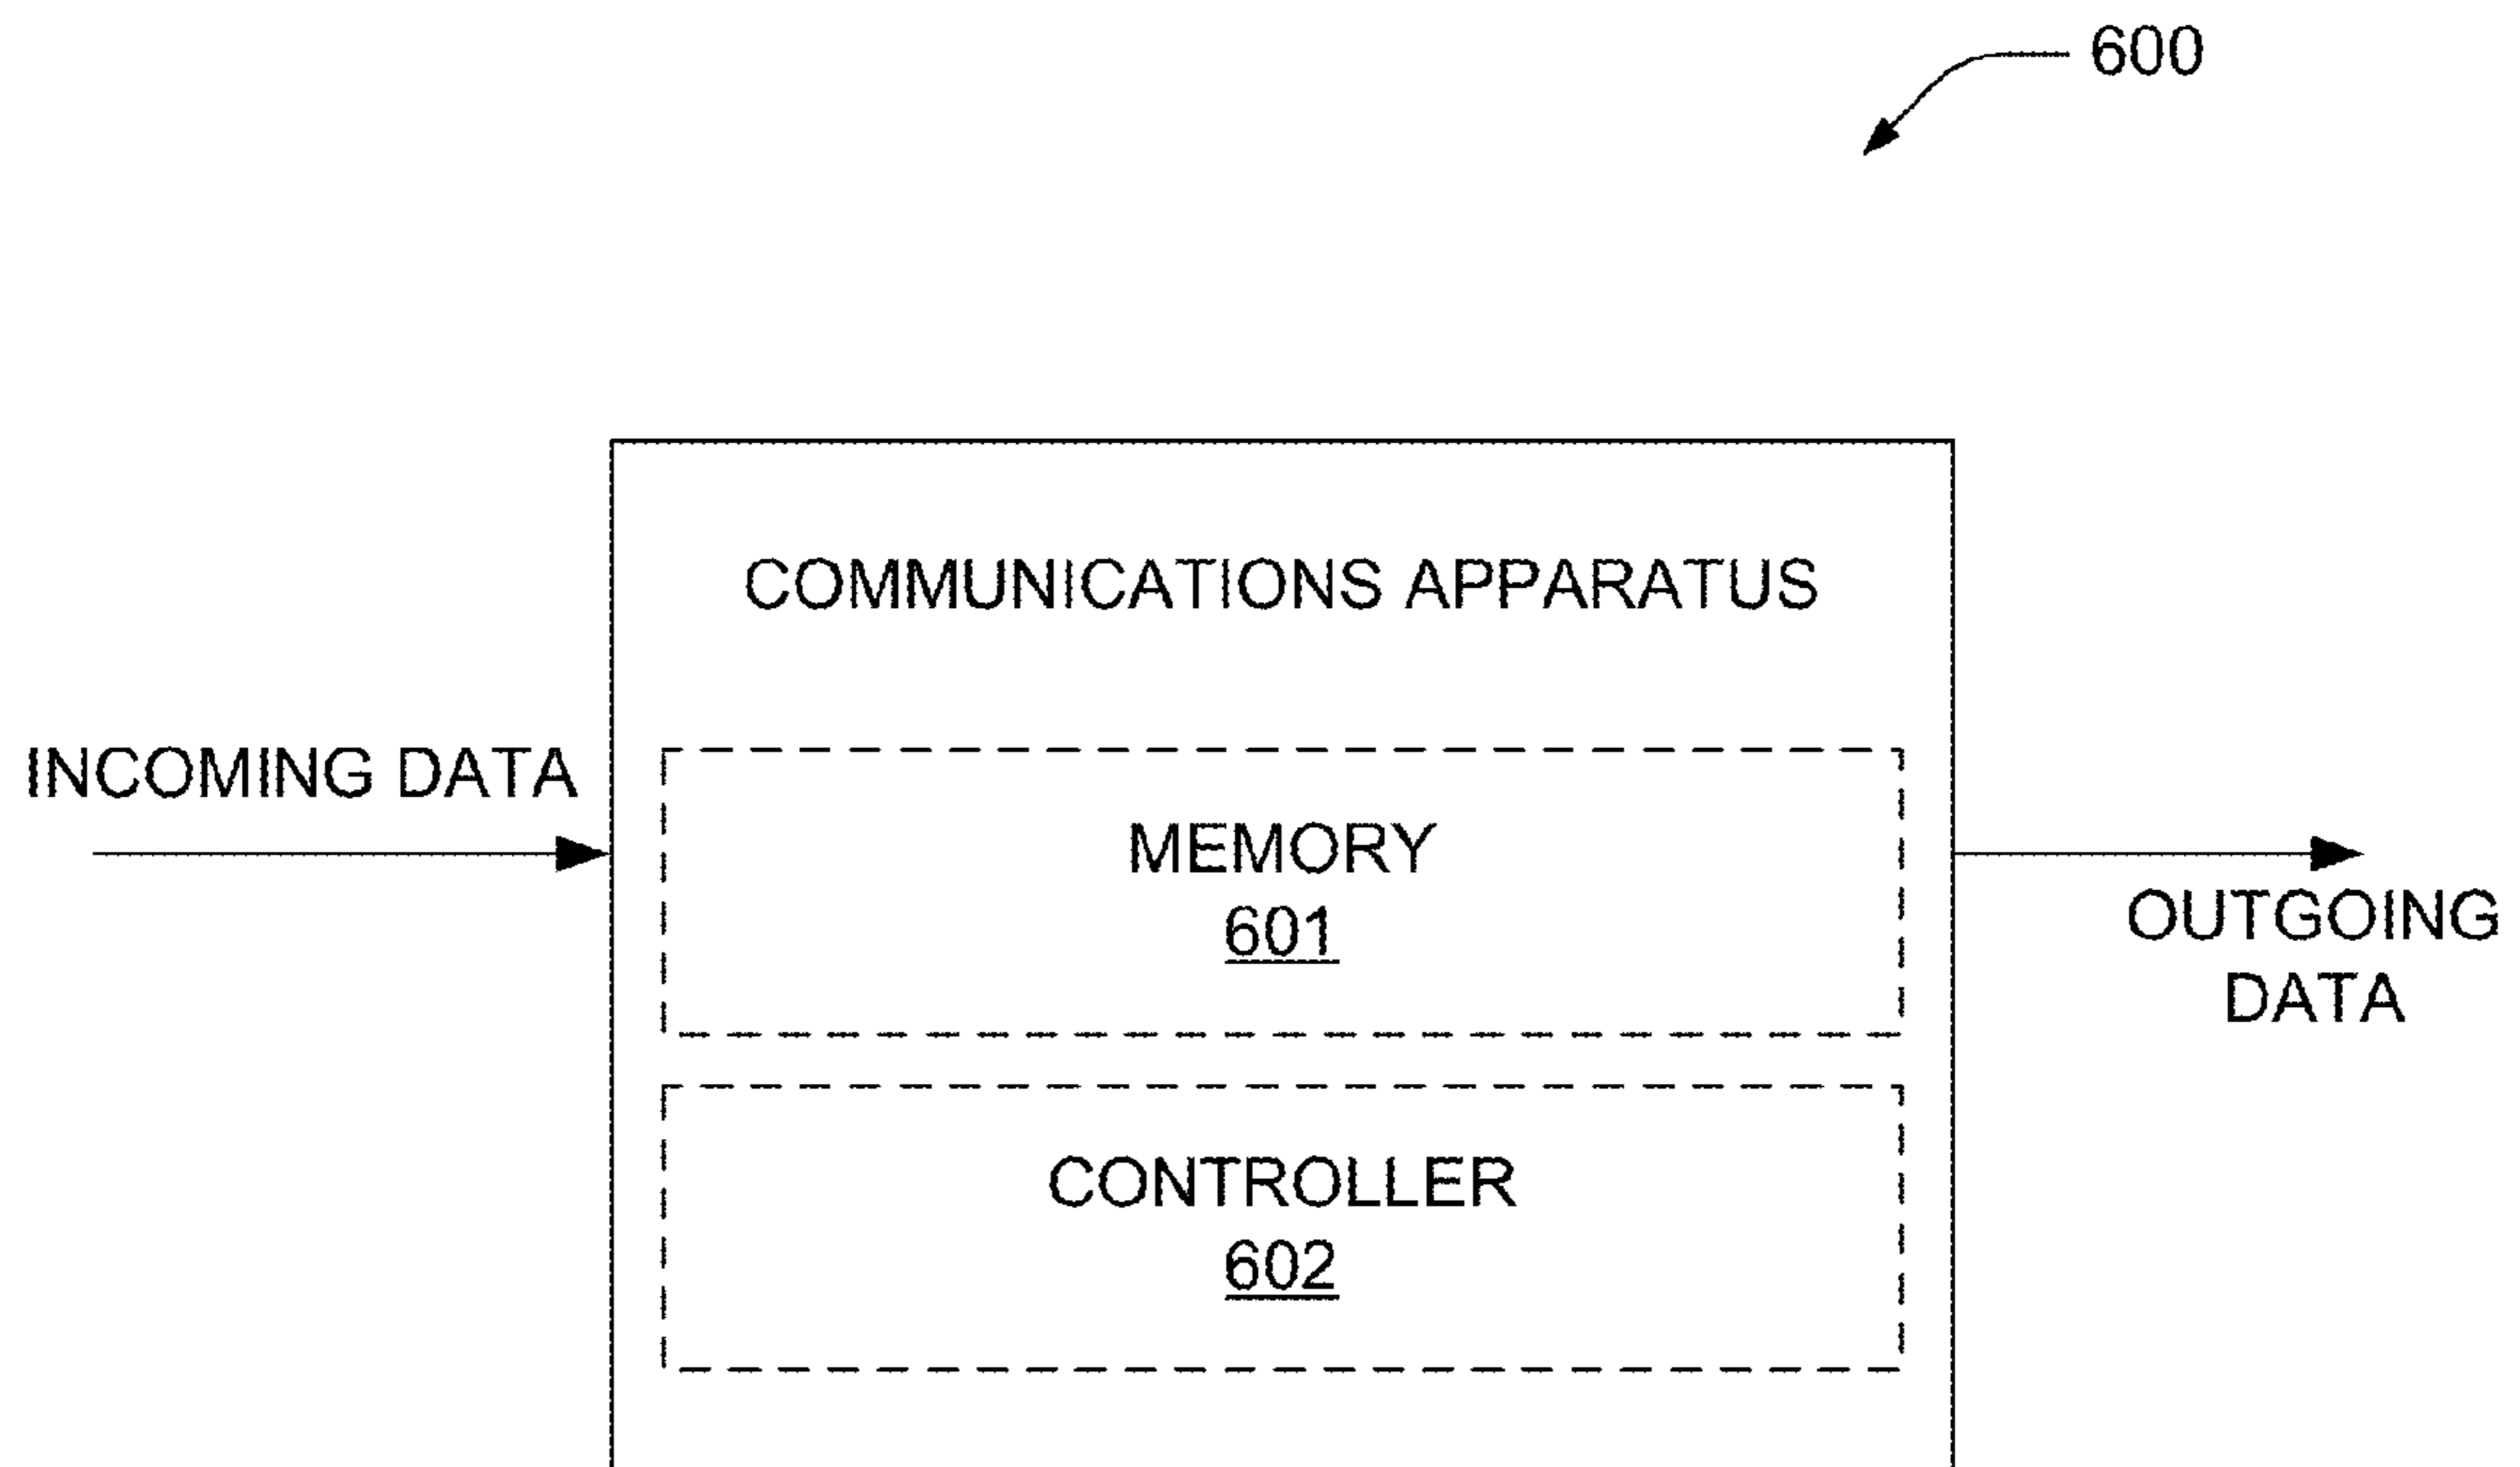 600
COMMUNICATIONS APPARATUS
INCOMING DATA
MEMORY
601
OUTGOING
DATA
CONTROLLER
602